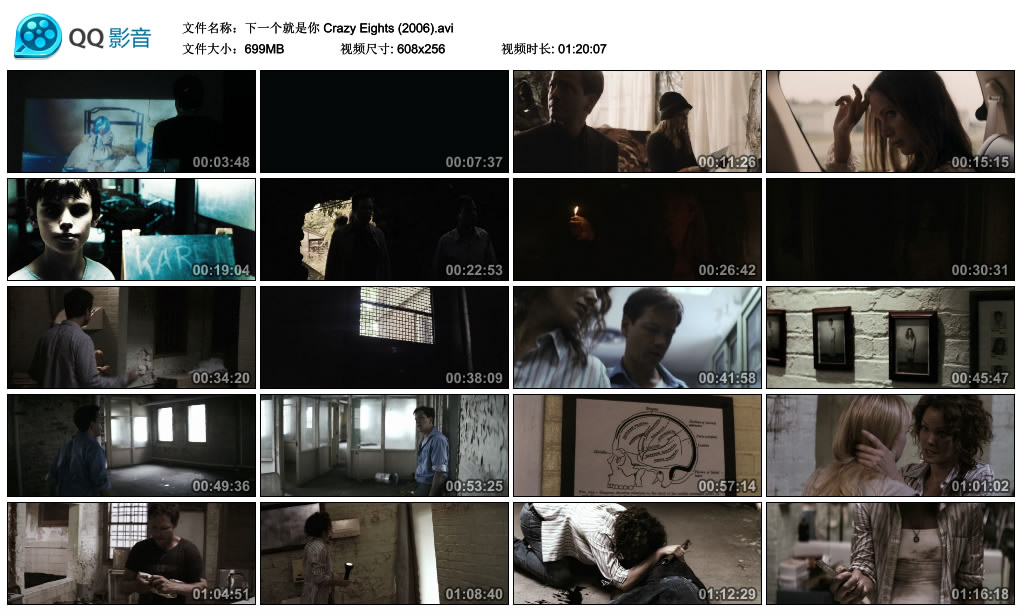 QQ影音
文件名称: 下一个就是你 Crazy Eights (2006).avi
文件大小: 699MB 视频尺寸: 608x256 视频时长: 01:20:07
00:03:48 00:07:37 00:11:26 00:15:15
KAREN
00:19:04 00:22:53 00:26:42 00:30:31
00:34:20 00:38:09 00:41:58 00:45:47
00:49:36 00:53:25 00:57:14 01:01:02
01:04:51 01:08:40 01:12:29 01:16:18